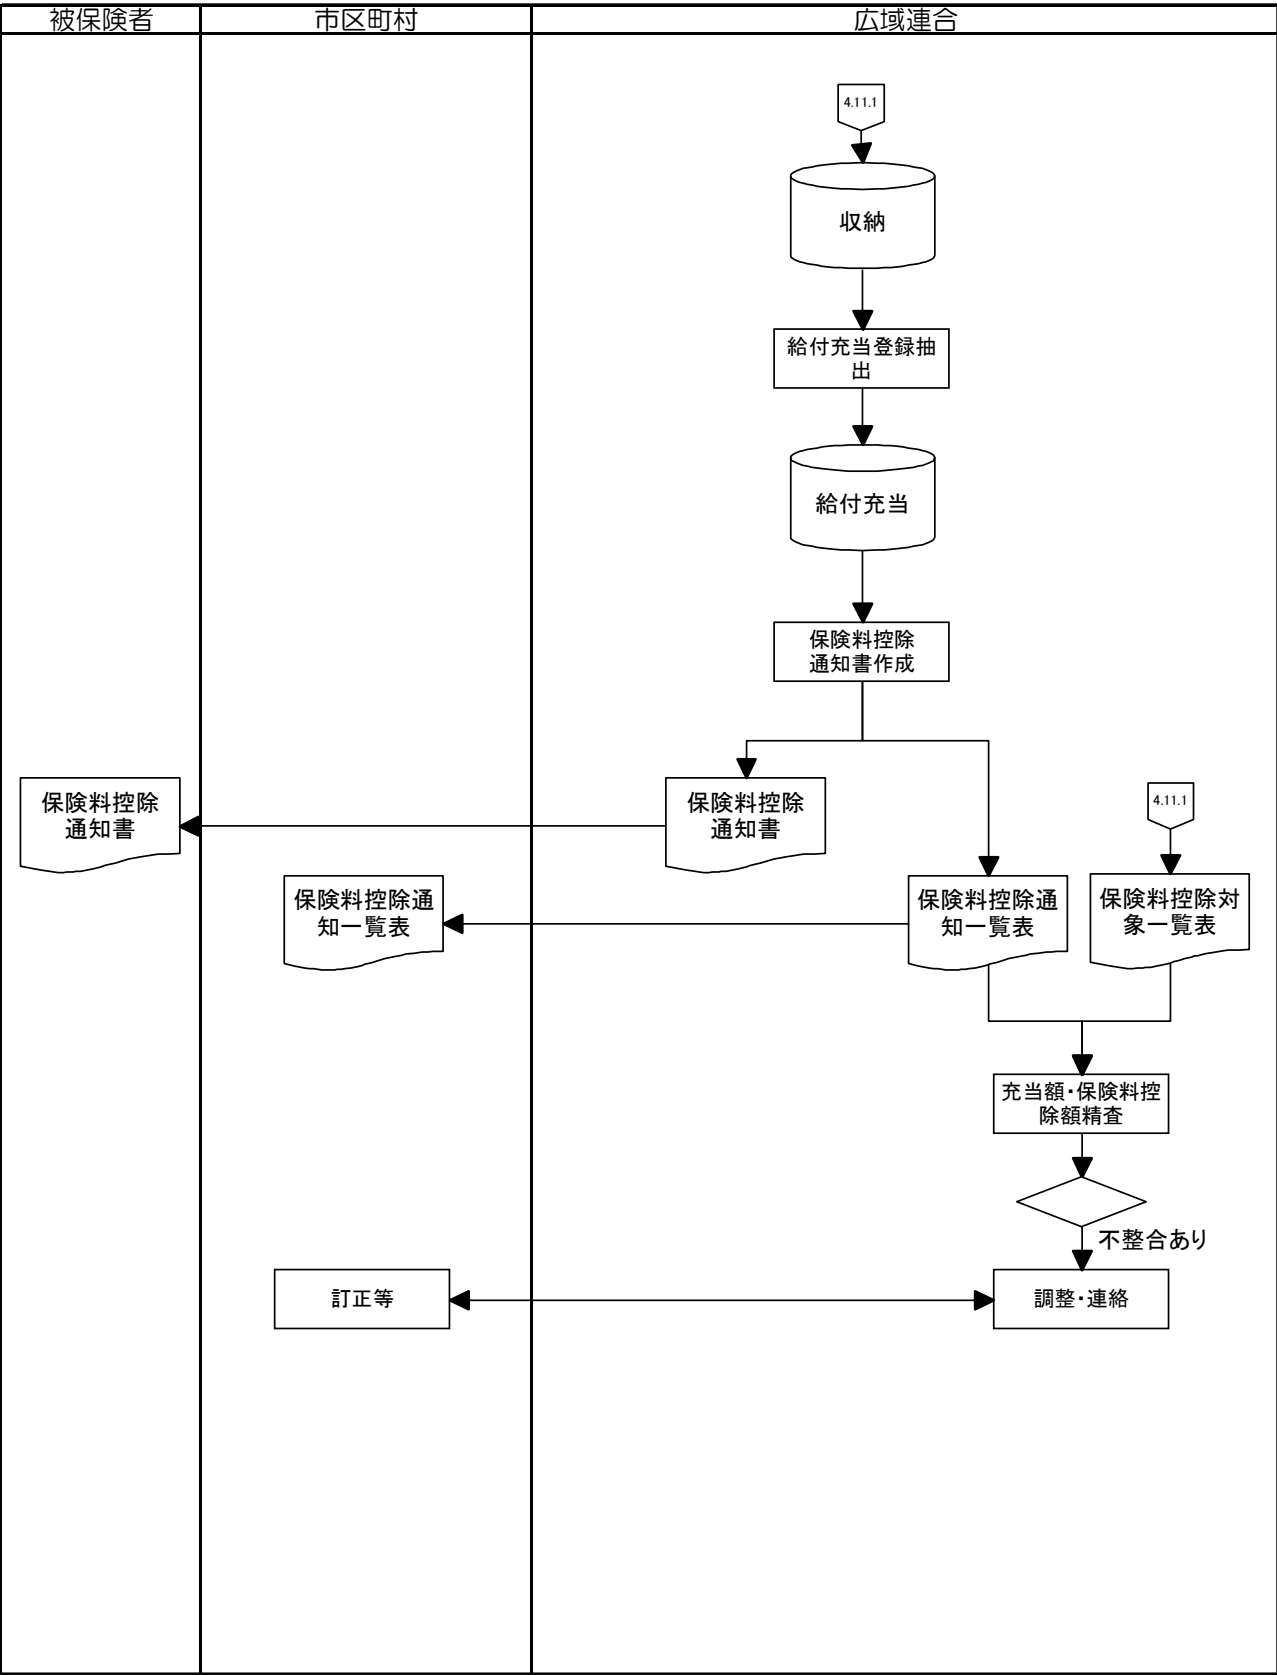 被保険者
市区町村
広域連合
4.11.1
収納
給付充当登録抽
出
給付充当
保険料控除
通知書作成
保険料控除
通知書
保険料控除
通知書
4.11.1
保険料控除通
知一覧表
保険料控除通
知一覧表
保険料控除対
象一覧表
充当額・保険料控
除額精査
不整合あり
訂正等
調整・連絡